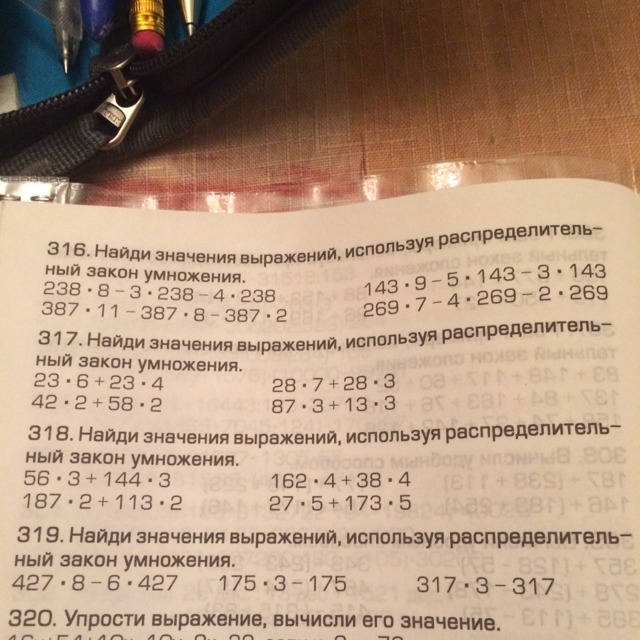 316. Найди значения выражений, используя распределитель-
ный закон умножения.
238 · 8 – 3 · 238 – 4 · 238 143 · 9 – 5 · 143 – 3 · 143
387 · 11 – 387 · 8 – 387 · 2 269 · 7 – 4 · 269 – 2 · 269
317. Найди значения выражений, используя распределитель-
ный закон умножения.
23 · 6 + 23 · 4 28 · 7 + 28 · 3
42 · 2 + 58 · 2 87 · 3 + 13 · 3
318. Найди значения выражений, используя распределитель-
ный закон умножения.
56 · 3 + 144 · 3 162 · 4 + 38 · 4
187 · 2 + 113 · 2 27 · 5 + 173 · 5
319. Найди значения выражений, используя распределитель-
ный закон умножения.
427 · 8 – 6 · 427 175 · 3 – 175 317 · 3 – 317
320. Упрости выражение, вычисли его значение.